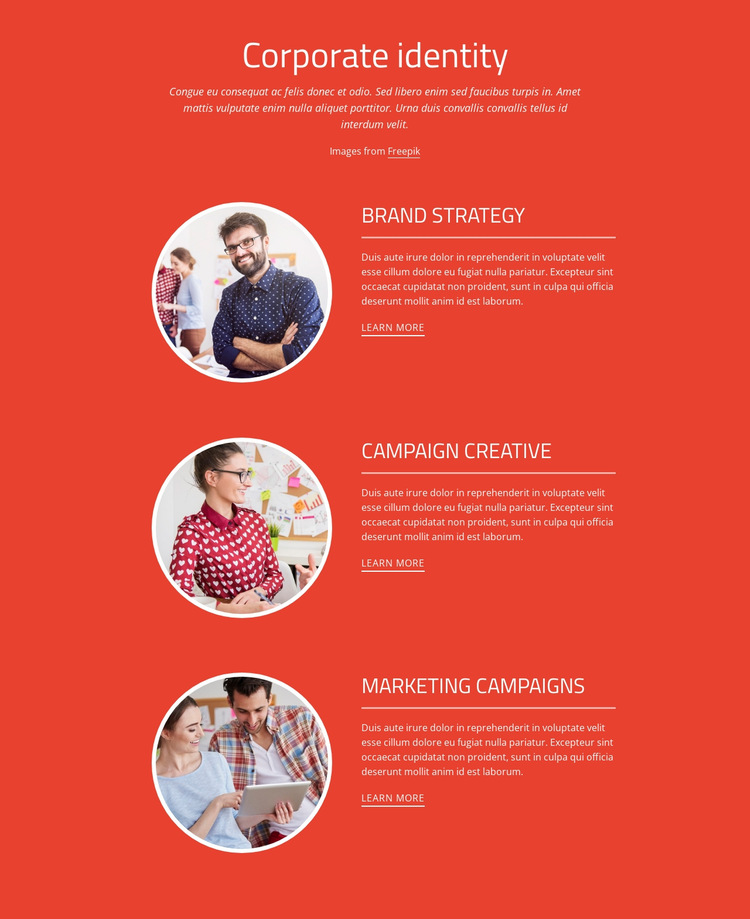 Corporate identity
Congue eu consequat ac felis donec et odio. Sed libero enim sed faucibus turpis in. Amet
mattis vulputate enim nulla aliquet porttitor. Urna duis convallis convallis tellus id
interdum velit.
Images from Freepik
BRAND STRATEGY
Duis aute irure dolor in reprehenderit in voluptate velit
esse cillum dolore eu fugiat nulla pariatur. Excepteur sint
occaecat cupidatat non proident, sunt in culpa qui officia
deserunt mollit anim id est laborum.
LEARN MORE
CAMPAIGN CREATIVE
Duis aute irure dolor in reprehenderit in voluptate velit
esse cillum dolore eu fugiat nulla pariatur. Excepteur sint
occaecat cupidatat non proident, sunt in culpa qui officia
deserunt mollit anim id est laborum.
LEARN MORE
MARKETING CAMPAIGNS
Duis aute irure dolor in reprehenderit in voluptate velit
esse cillum dolore eu fugiat nulla pariatur. Excepteur sint
occaecat cupidatat non proident, sunt in culpa qui officia
deserunt mollit anim id est laborum.
LEARN MORE